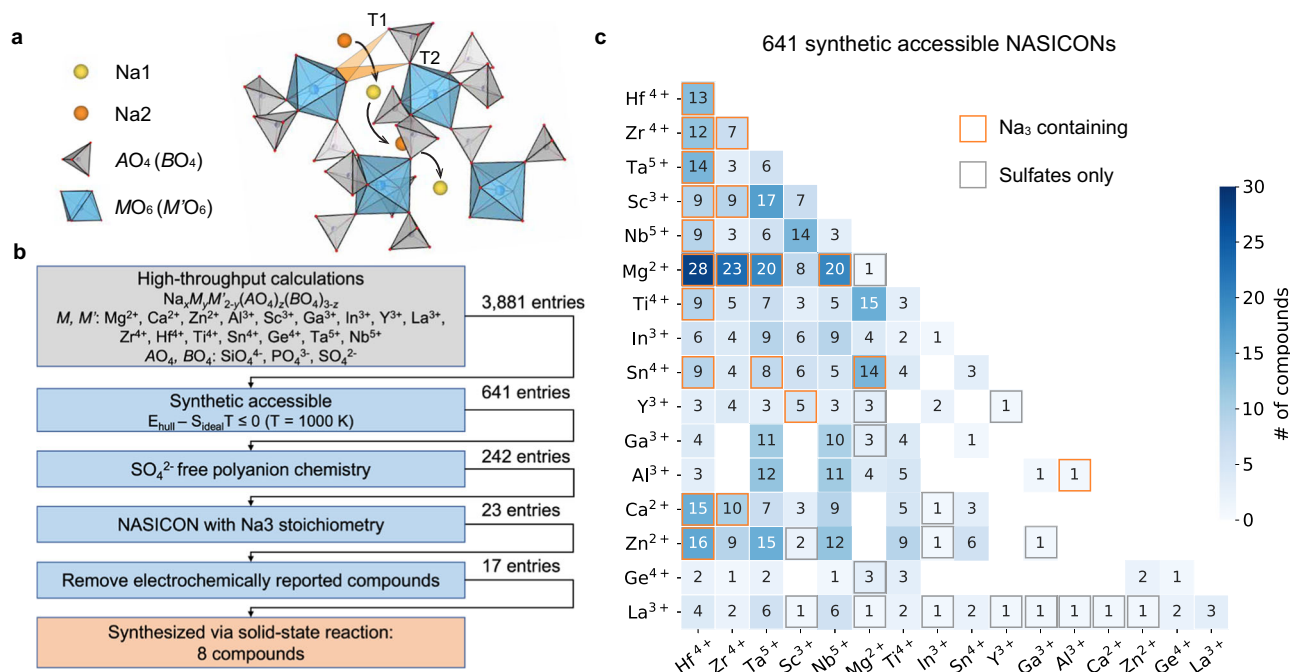 a
Na1
Na2
AO₄ (BO₄)
MO₆ (M'O₆)
T1
T2
b
High-throughput calculations
NaₓMᵧM'₂₋ᵧ(AO₄)𝓏(BO₄)₃₋𝓏
M, M': Mg²⁺, Ca²⁺, Zn²⁺, Al³⁺, Sc³⁺, Ga³⁺, In³⁺, Y³⁺, La³⁺,
Zr⁴⁺, Hf⁴⁺, Ti⁴⁺, Sn⁴⁺, Ge⁴⁺, Ta⁵⁺, Nb⁵⁺
AO₄, BO₄: SiO₄⁴⁻, PO₄³⁻, SO₄²⁻
3,881 entries
Synthetic accessible
E_hull – S_ideal T ≤ 0 (T = 1000 K)
641 entries
SO₄²⁻ free polyanion chemistry
242 entries
NASICON with Na3 stoichiometry
23 entries
Remove electrochemically reported compounds
17 entries
Synthesized via solid-state reaction:
8 compounds
c
641 synthetic accessible NASICONs
Na₃ containing
Sulfates only
Hf⁴⁺ 13
Zr⁴⁺ 12 7
Ta⁵⁺ 14 3 6
Sc³⁺ 9 9 17 7
Nb⁵⁺ 9 3 6 14 3
Mg²⁺ 28 23 20 8 20 1
Ti⁴⁺ 9 5 7 3 5 15 3
In³⁺ 6 4 9 6 9 4 2 1
Sn⁴⁺ 9 4 8 6 5 14 4 3
Y³⁺ 3 4 3 5 3 3 2 1
Ga³⁺ 4 11 10 3 4 1
Al³⁺ 3 12 11 4 5 1 1
Ca²⁺ 15 10 7 3 9 5 1 3
Zn²⁺ 16 9 15 2 12 9 1 6 1
Ge⁴⁺ 2 1 2 1 3 3 2 1
La³⁺ 4 2 6 1 6 1 2 1 2 1 1 1 1 1 2 3
Hf⁴⁺ Zr⁴⁺ Ta⁵⁺ Sc³⁺ Nb⁵⁺ Mg²⁺ Ti⁴⁺ In³⁺ Sn⁴⁺ Y³⁺ Ga³⁺ Al³⁺ Ca²⁺ Zn²⁺ Ge⁴⁺ La³⁺
30
25
20
15
10
5
0
# of compounds